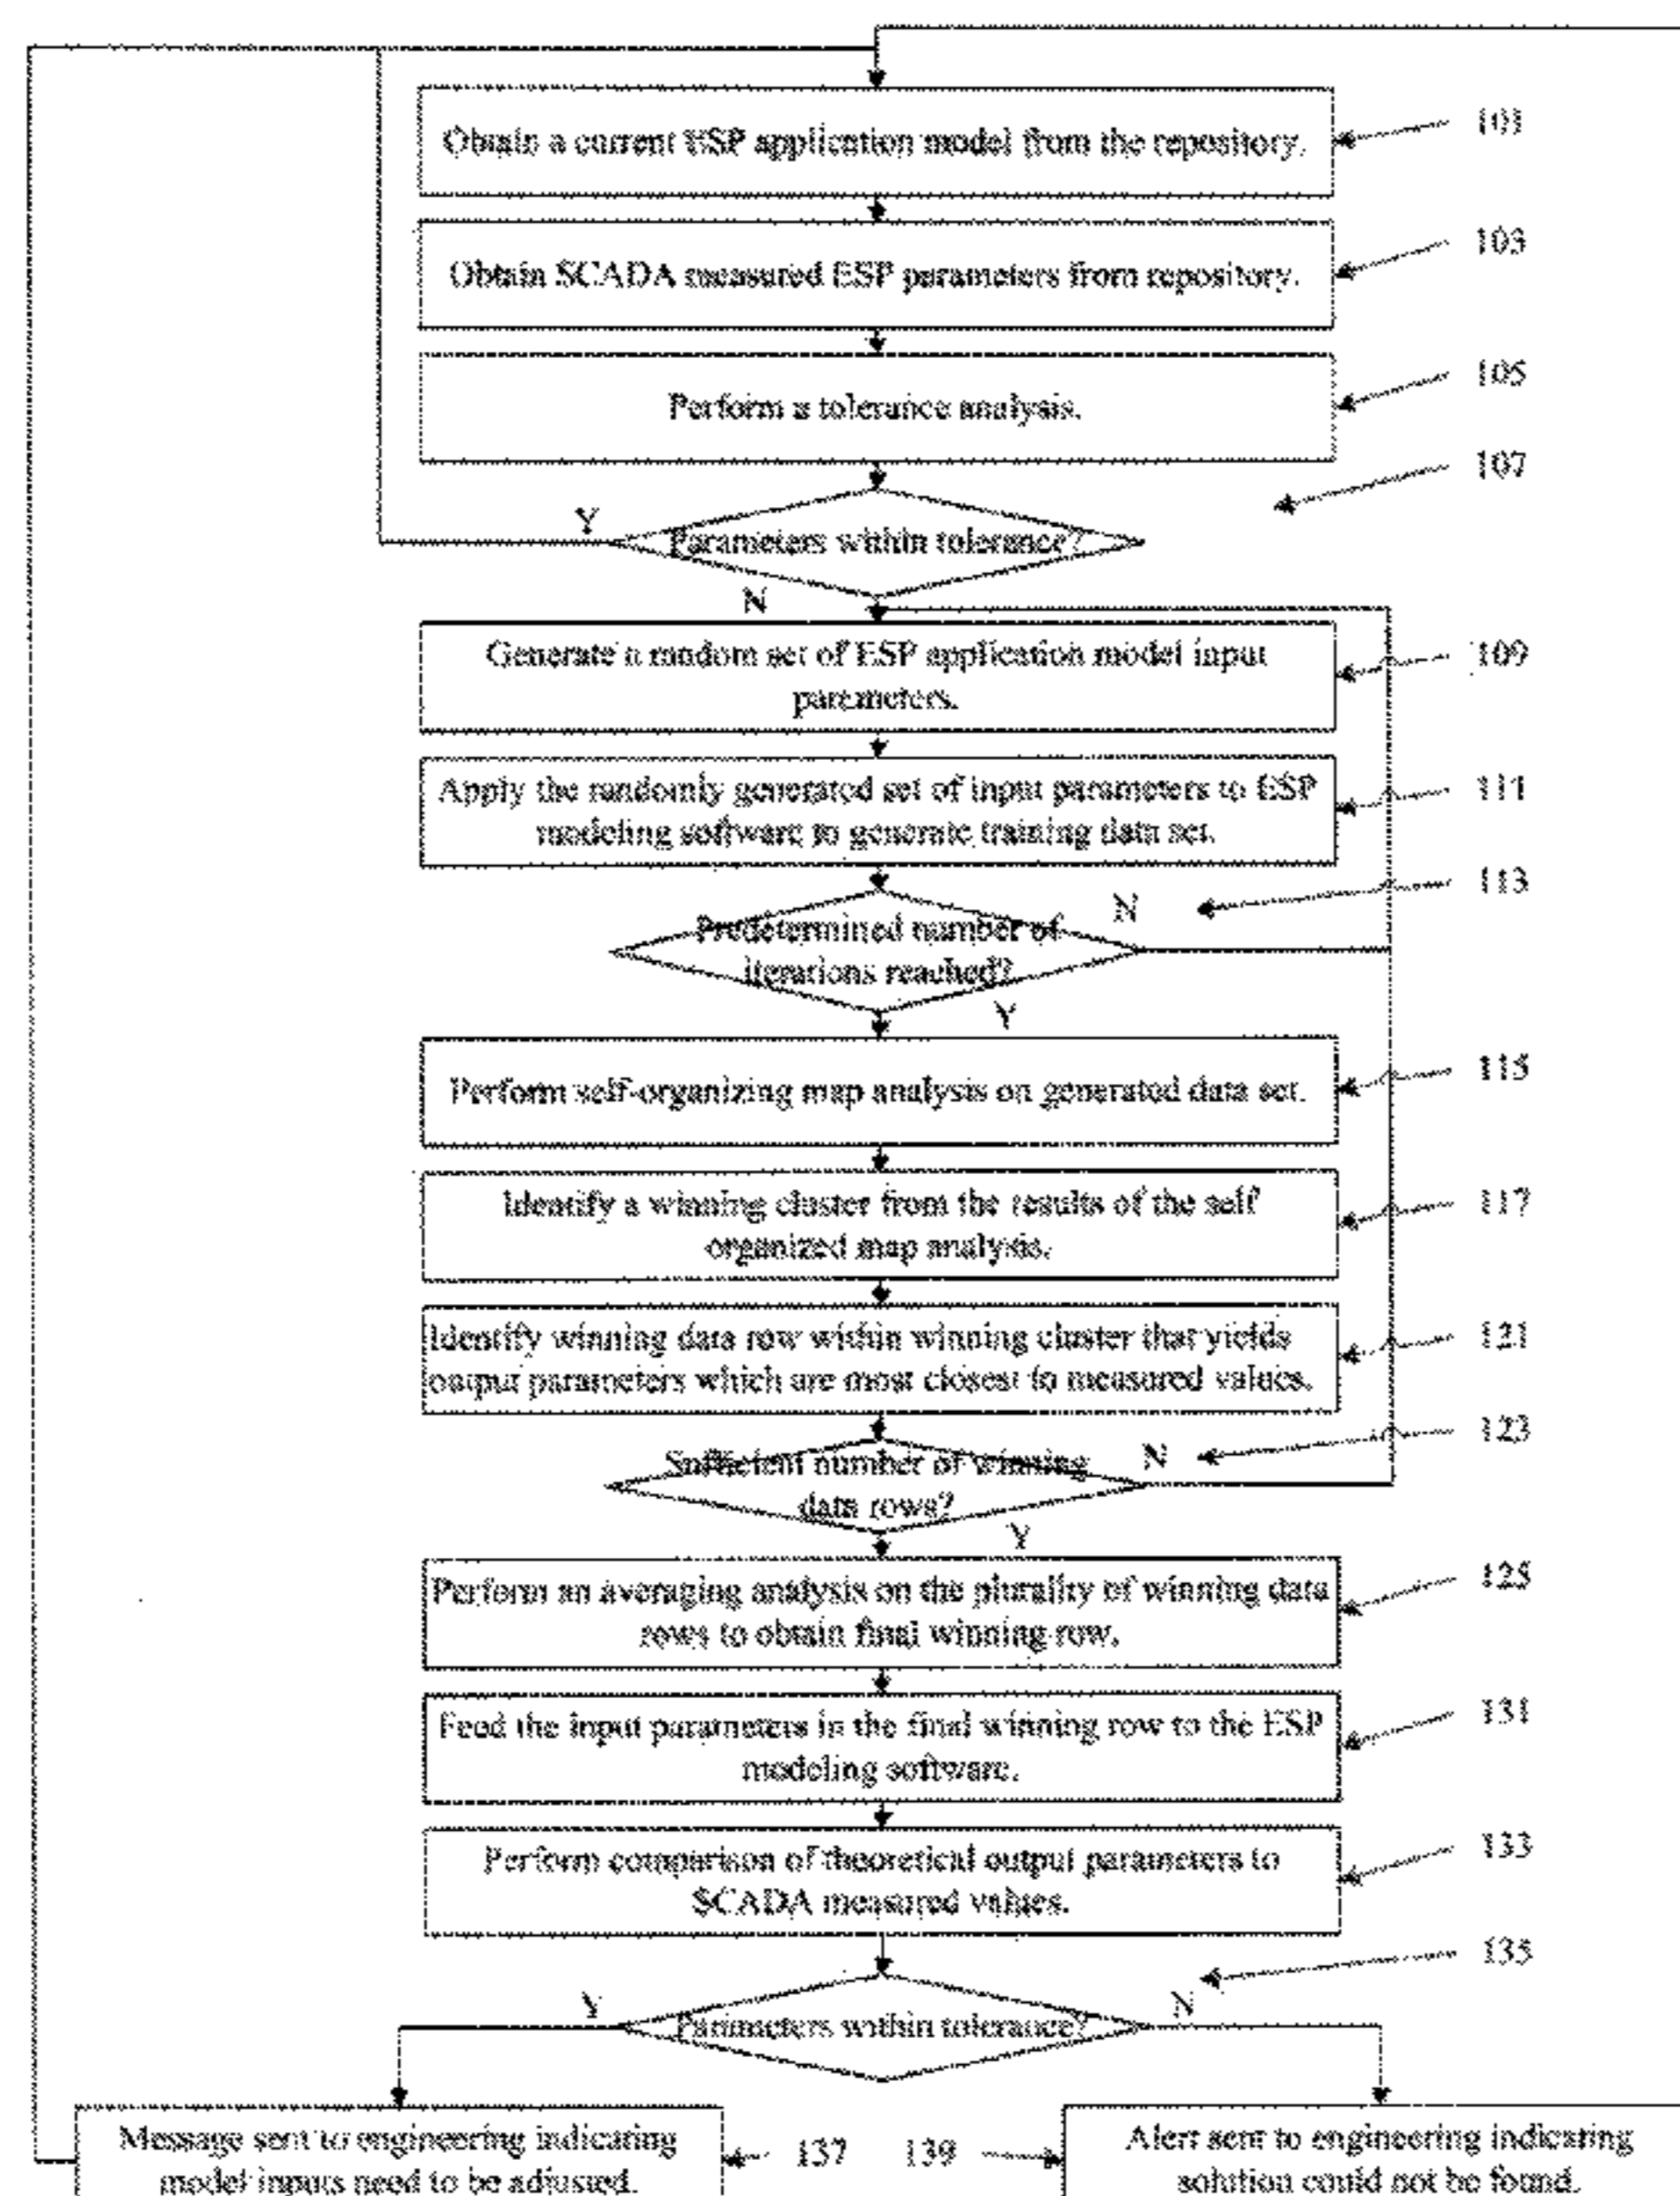 Obtain a current ESP application model from the repository.
101
Obtain SCADA measured ESP parameters from repository.
103
Perform a tolerance analysis.
105
107
Y
Parameters within tolerance?
N
Generate a random set of ESP application model input
parameters.
109
Apply the randomly generated set of input parameters to ESP
modeling software to generate training data set.
111
113
N
Predetermined number of
iterations reached?
Y
Perform self-organizing map analysis on generated data set.
115
Identify a winning cluster from the results of the self
organized map analysis.
117
Identify winning data row within winning cluster that yields
output parameters which are most closest to measured values.
121
123
N
Sufficient number of winning
data rows?
Y
Perform an averaging analysis on the plurality of winning data
rows to obtain final winning row.
125
Feed the input parameters in the final winning row to the ESP
modeling software.
131
Perform comparison of theoretical output parameters to
SCADA measured values.
133
135
Y
N
Parameters within tolerance?
Message sent to engineering indicating
model inputs need to be adjusted.
137
139
Alert sent to engineering indicating
solution could not be found.